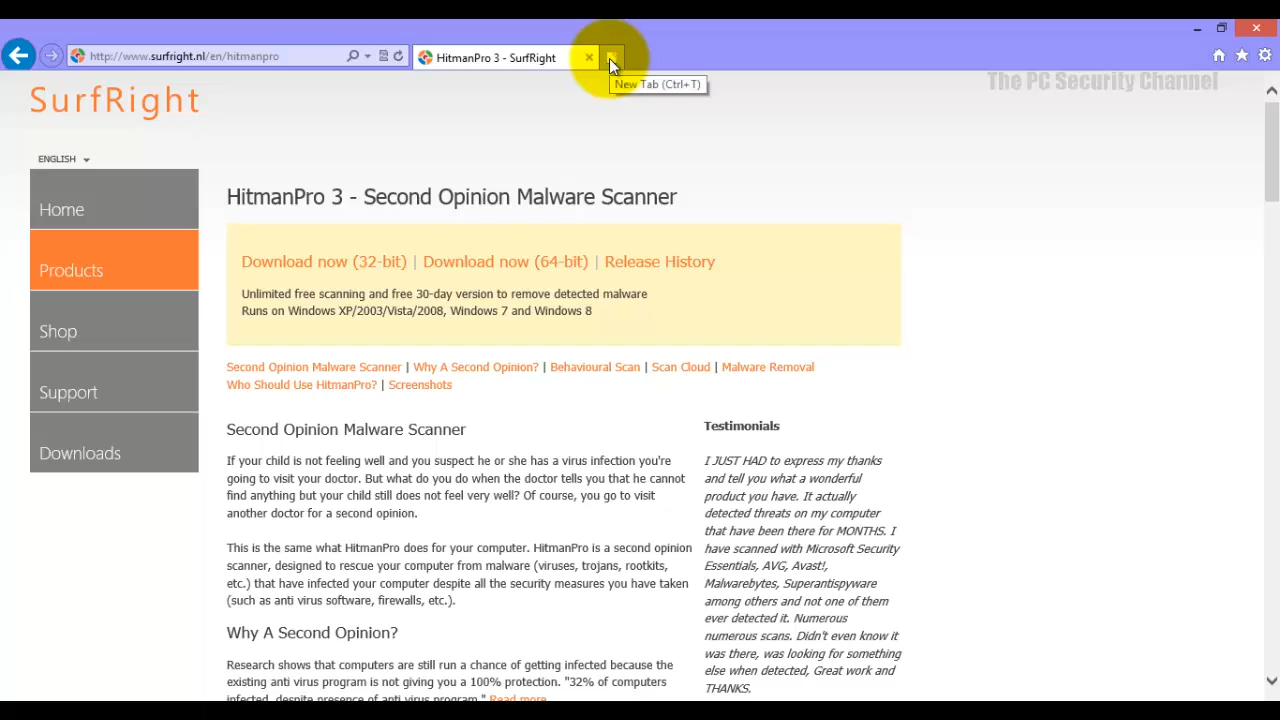 http://www.surfright.nl/en/hitmanpro
HitmanPro 3 - SurfRight
New Tab (Ctrl+T)
The PC Security Channel
SurfRight
ENGLISH
Home
Products
Shop
Support
Downloads
HitmanPro 3 - Second Opinion Malware Scanner
Download now (32-bit) | Download now (64-bit) | Release History
Unlimited free scanning and free 30-day version to remove detected malware
Runs on Windows XP/2003/Vista/2008, Windows 7 and Windows 8
Second Opinion Malware Scanner | Why A Second Opinion? | Behavioural Scan | Scan Cloud | Malware Removal
Who Should Use HitmanPro? | Screenshots
Second Opinion Malware Scanner
If your child is not feeling well and you suspect he or she has a virus infection you're
going to visit your doctor. But what do you do when the doctor tells you that he cannot
find anything but your child still does not feel very well? Of course, you go to visit
another doctor for a second opinion.
This is the same what HitmanPro does for your computer. HitmanPro is a second opinion
scanner, designed to rescue your computer from malware (viruses, trojans, rootkits,
etc.) that have infected your computer despite all the security measures you have taken
(such as anti virus software, firewalls, etc.).
Why A Second Opinion?
Research shows that computers are still run a chance of getting infected because the
existing anti virus program is not giving you a 100% protection. "32% of computers
infected, despite presence of anti virus program." Read more
Testimonials
I JUST HAD to express my thanks
and tell you what a wonderful
product you have. It actually
detected threats on my computer
that have been there for MONTHS. I
have scanned with Microsoft Security
Essentials, AVG, Avast!,
Malwarebytes, Superantispyware
among others and not one of them
ever detected it. Numerous
numerous scans. Didn't even know it
was there, was looking for something
else when detected, Great work and
THANKS.